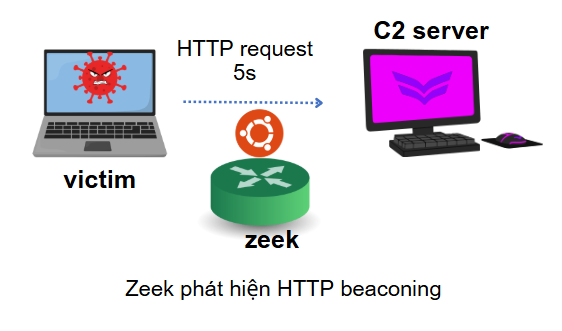 C2 server
HTTP request
5s
victim
zeek
Zeek phát hiện HTTP beaconing